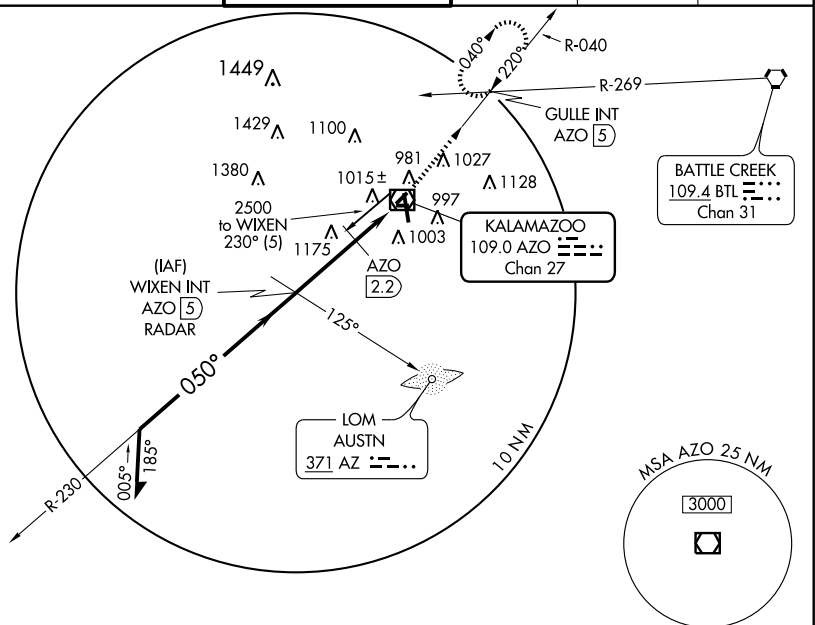 R-040
040°
220°
R-269
GULLE INT
AZO 5
BATTLE CREEK
109.4 BTL
Chan 31
1449
1429
1100
1380
981
1027
1015±
1128
997
2500
to WIXEN
230° (5)
1175
1003
KALAMAZOO
109.0 AZO
Chan 27
AZO
2.2
(IAF)
WIXEN INT
AZO 5
RADAR
125°
050°
LOM
AUSTN
371 AZ
10 NM
005°
185°
R-230
MSA AZO 25 NM
3000